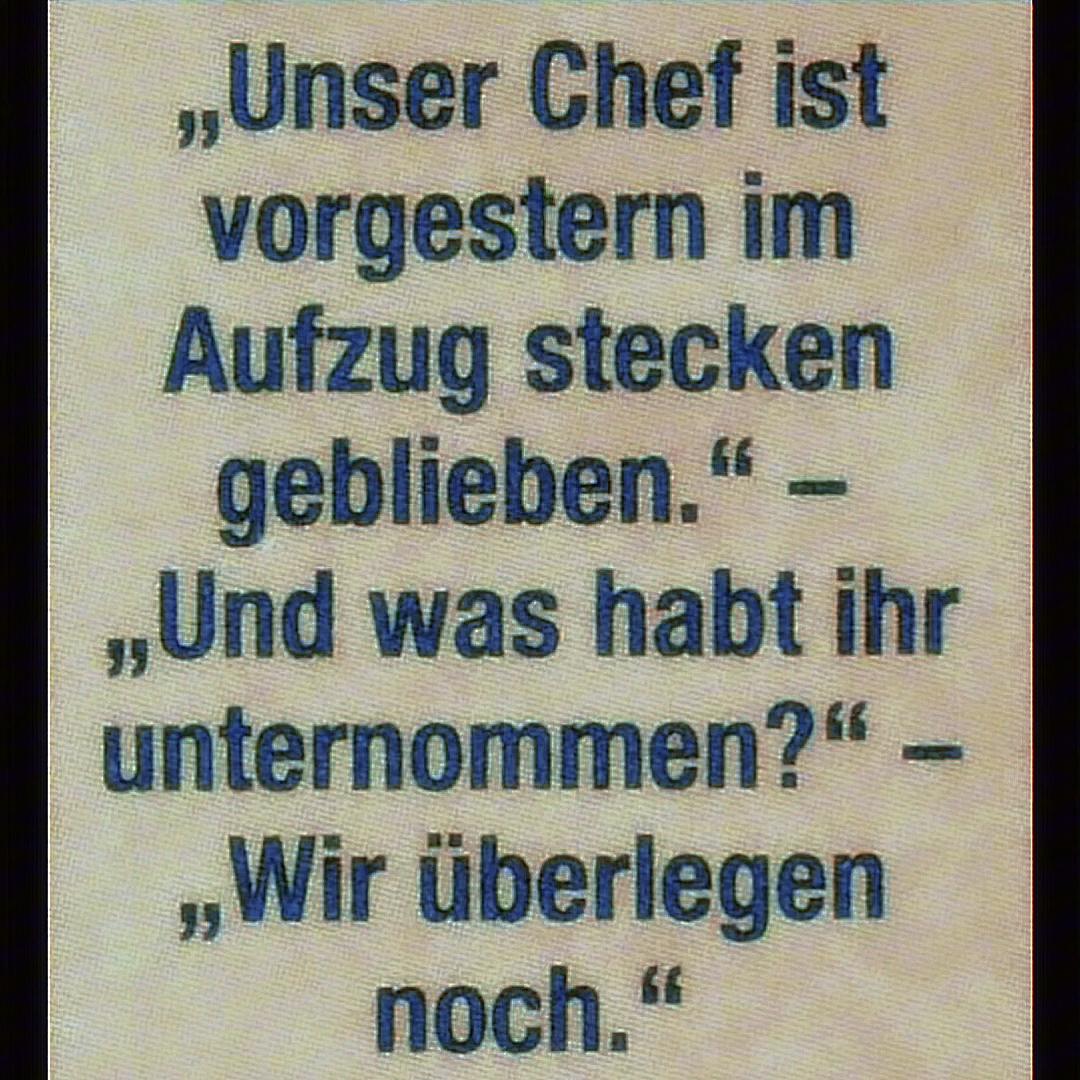 „Unser Chef ist
vorgestern im
Aufzug stecken
geblieben.“ –
„Und was habt ihr
unternommen?“ –
„Wir überlegen
noch.“